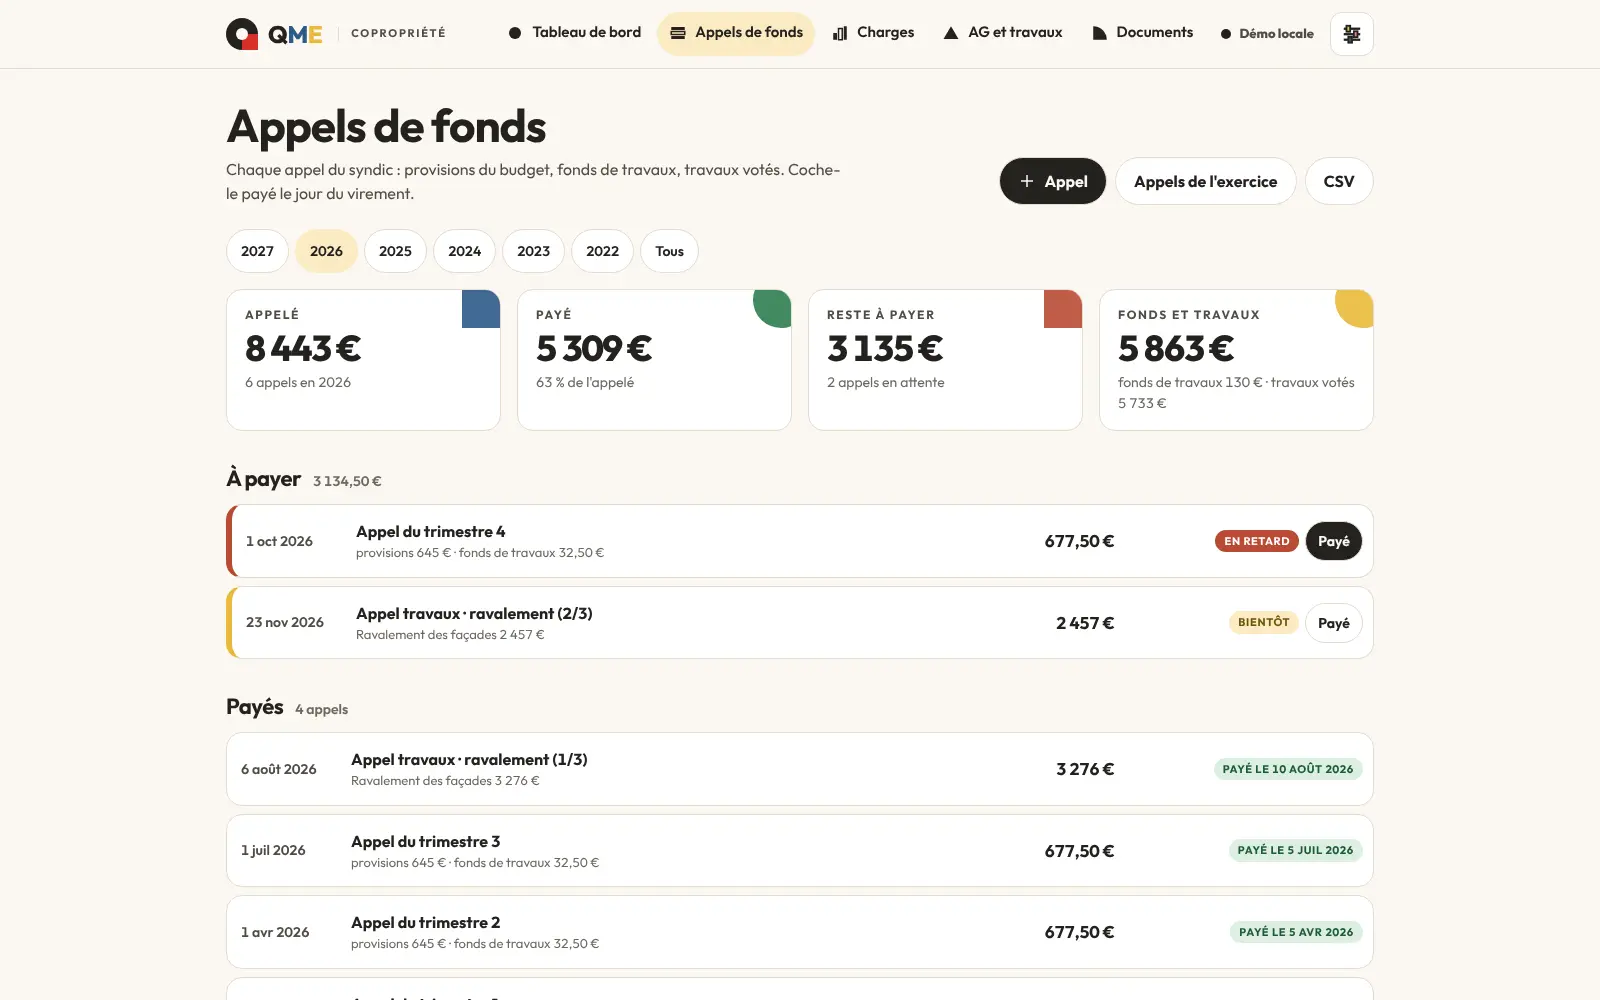 QME COPROPRIÉTÉ Tableau de bord Appels de fonds Charges AG et travaux Documents Démo locale
Appels de fonds
Chaque appel du syndic : provisions du budget, fonds de travaux, travaux votés. Coche-
le payé le jour du virement.
+ Appel Appels de l'exercice CSV
2027 2026 2025 2024 2023 2022 Tous
APPELÉ
8 443 €
6 appels en 2026
PAYÉ
5 309 €
63 % de l'appelé
RESTE À PAYER
3 135 €
2 appels en attente
FONDS ET TRAVAUX
5 863 €
fonds de travaux 130 € · travaux votés
5 733 €
À payer 3 134,50 €
1 oct 2026 Appel du trimestre 4 677,50 € EN RETARD Payé
provisions 645 € · fonds de travaux 32,50 €
23 nov 2026 Appel travaux · ravalement (2/3) 2 457 € BIENTÔT Payé
Ravalement des façades 2 457 €
Payés 4 appels
6 août 2026 Appel travaux · ravalement (1/3) 3 276 € PAYÉ LE 10 AOÛT 2026
Ravalement des façades 3 276 €
1 juil 2026 Appel du trimestre 3 677,50 € PAYÉ LE 5 JUIL 2026
provisions 645 € · fonds de travaux 32,50 €
1 avr 2026 Appel du trimestre 2 677,50 € PAYÉ LE 5 AVR 2026
provisions 645 € · fonds de travaux 32,50 €